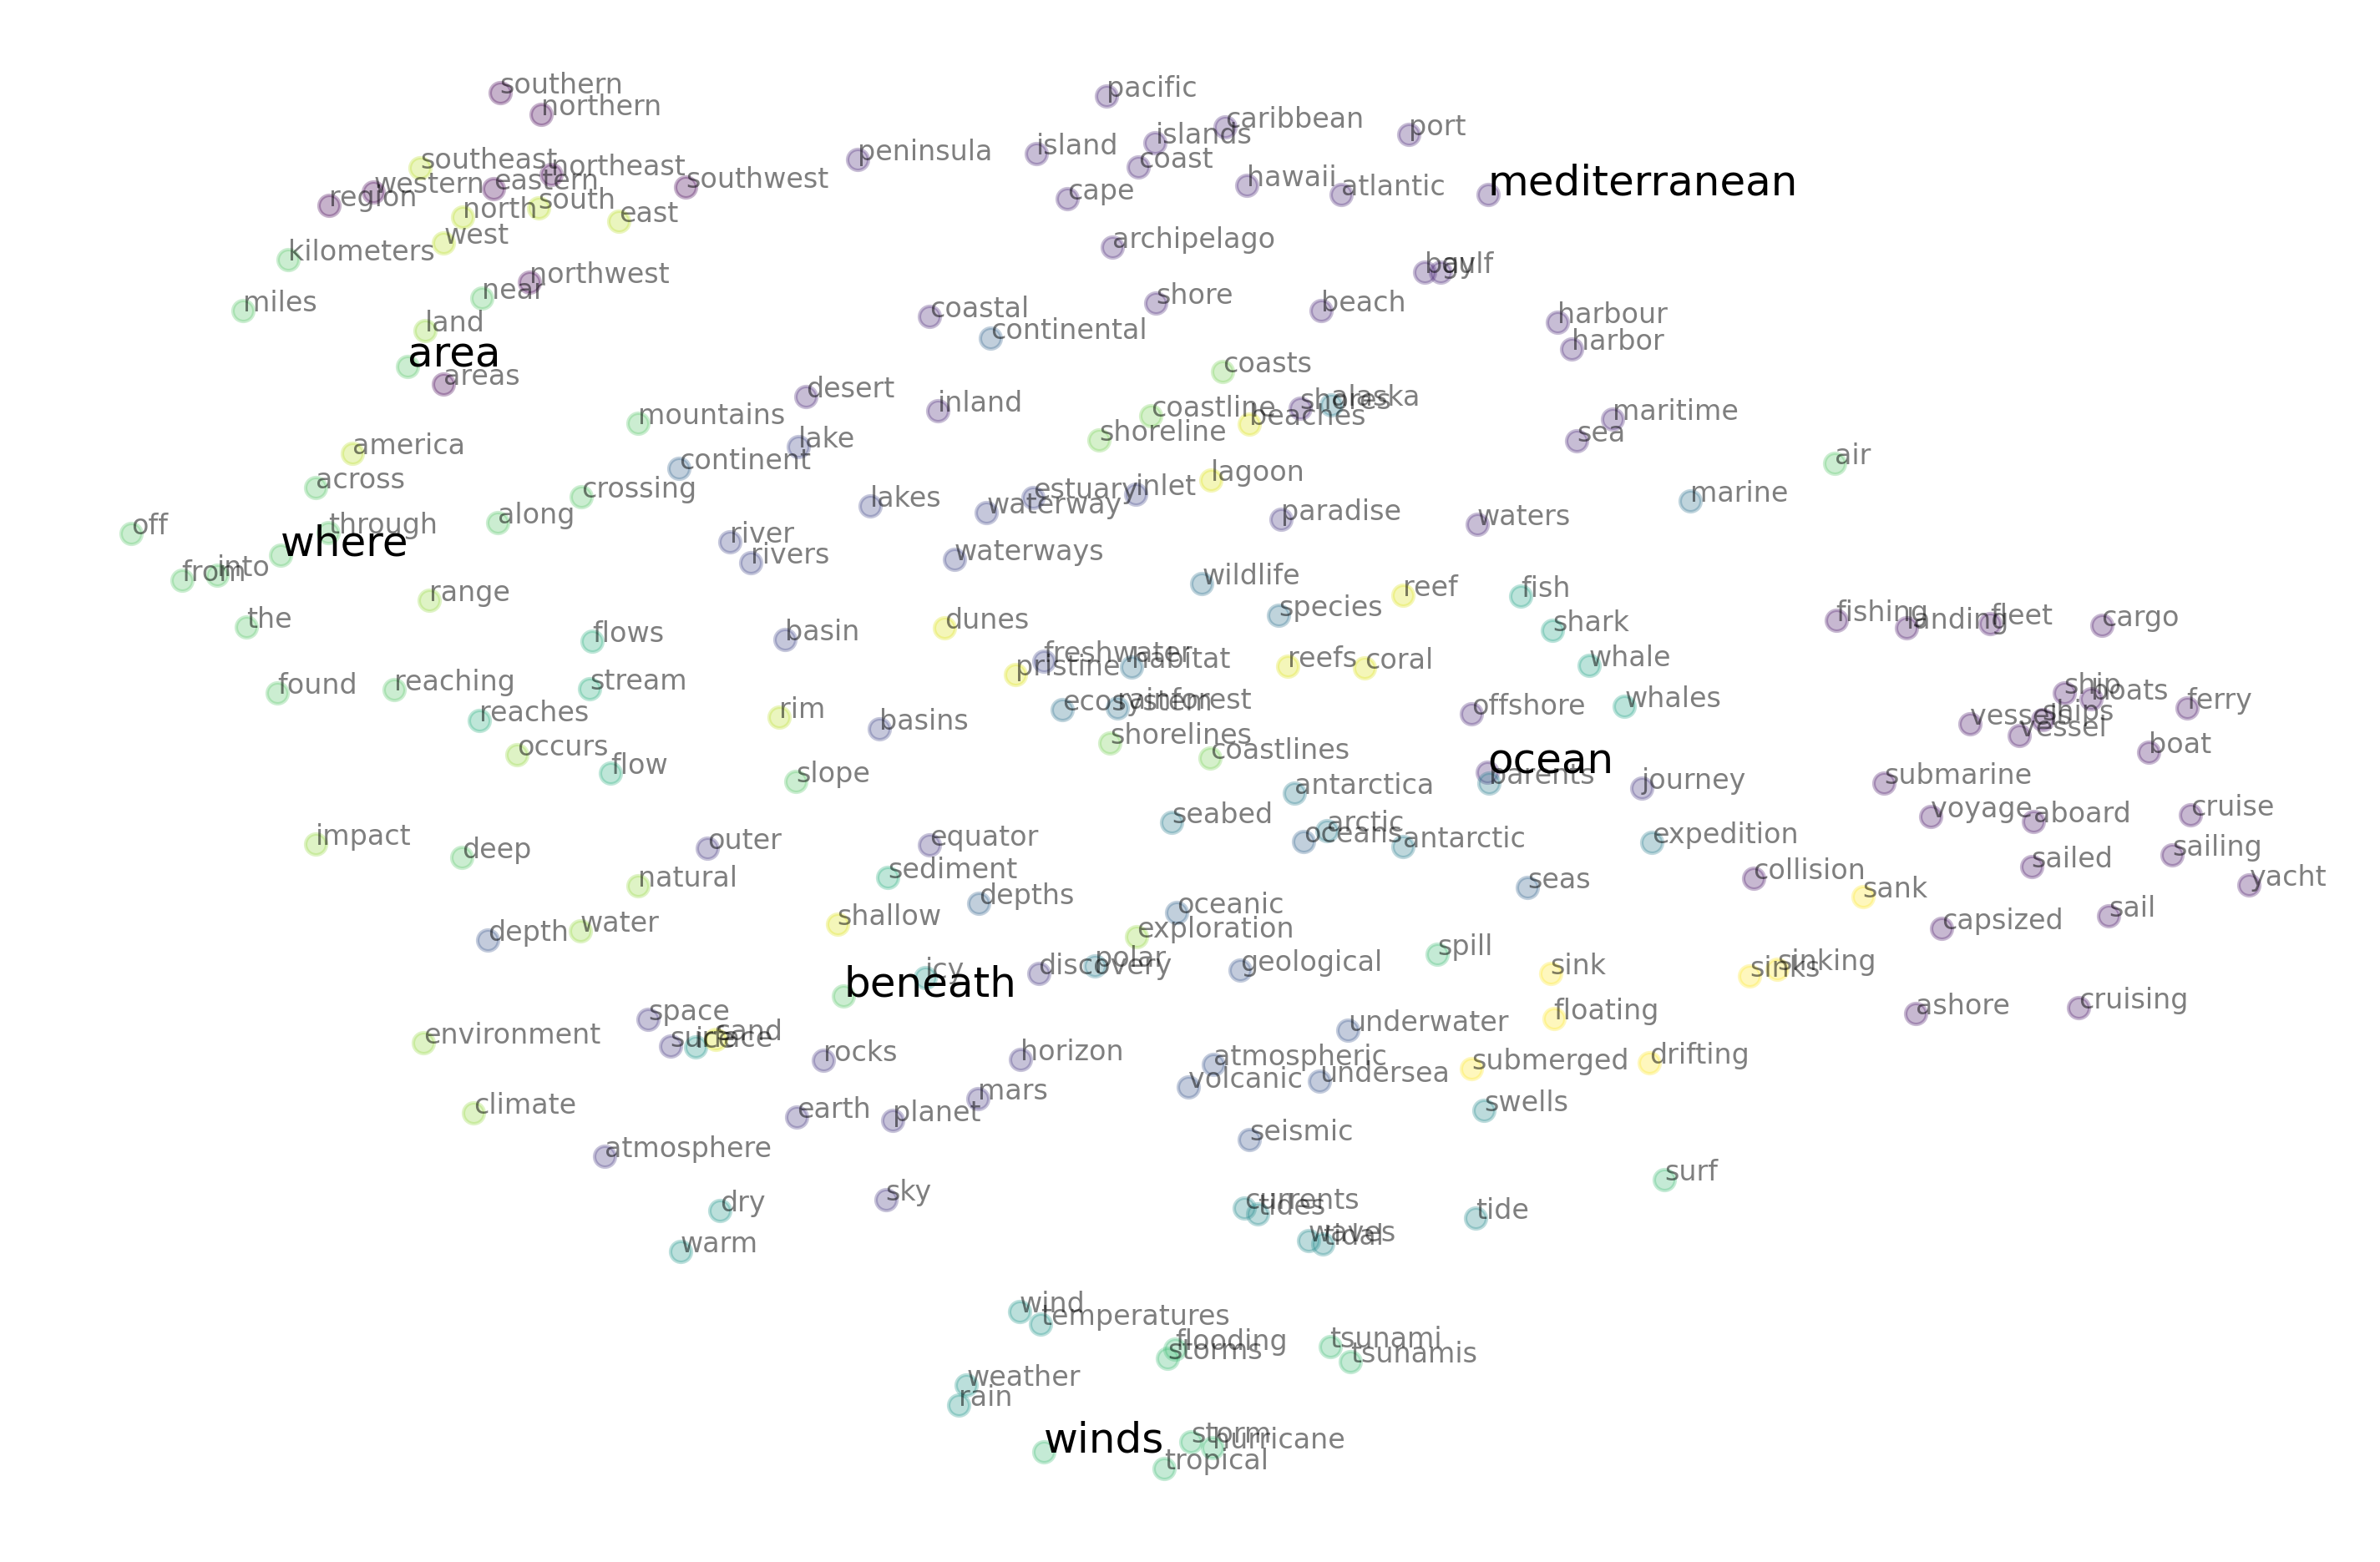 southern
northern
pacific
caribbean
islands
port
island
coast
peninsula
southeast
northeast
western
eastern
southwest
region
north
south
east
cape
hawaii
atlantic
mediterranean
west
kilometers
archipelago
near
northwest
bay
gulf
miles
coastal
shore
beach
land
continental
harbour
harbor
area
areas
coasts
desert
inland
mountains
coastline
shores
alaska
beaches
maritime
america
lake
shoreline
sea
continent
air
across
crossing
lakes
estuary
inlet
lagoon
marine
waterway
off
through
along
paradise
waters
where
river
rivers
waterways
from
into
range
wildlife
reef
fish
the
dunes
species
shark
fishing
landing
fleet
cargo
flows
basin
freshwater
pristine
habitat
reefs
coral
whale
found
reaching
stream
ecosystem
rainforest
offshore
whales
ship
boats
ferry
reaches
rim
basins
vessels
ships
vessel
occurs
shorelines
coastlines
ocean
boat
flow
slope
antarctica
barents
journey
submarine
impact
deep
outer
equator
seabed
arctic
oceans
antarctic
expedition
voyage
aboard
cruise
natural
sediment
depths
seas
collision
sailed
sailing
yacht
shallow
oceanic
sank
sail
depth
water
exploration
capsized
icy
discovery
polar
geological
spill
sink
sinks
sinking
beneath
space
environment
surface
ice
sand
underwater
floating
ashore
cruising
rocks
horizon
atmospheric
submerged
drifting
climate
earth
planet
mars
volcanic
undersea
swells
atmosphere
seismic
surf
dry
sky
currents
tides
tide
warm
waves
tidal
wind
temperatures
flooding
storms
tsunami
tsunamis
weather
rain
winds
storm
hurricane
tropical